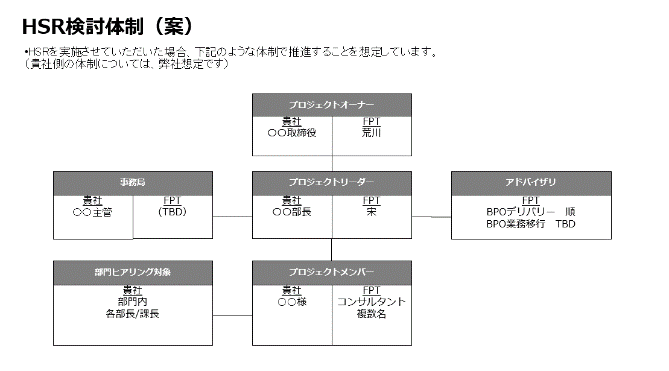 HSR検討体制（案）
•HSRを実施させていただいた場合、下記のような体制で推進することを想定しています。
（貴社側の体制については、弊社想定です）
プロジェクトオーナー
貴社 FPT
〇〇取締役 荒川
事務局
貴社 FPT
〇〇主管 (TBD)
プロジェクトリーダー
貴社 FPT
〇〇部長 宋
アドバイザリ
FPT
BPOデリバリー 順
BPO業務移行 TBD
部門ヒアリング対象
貴社
部門内
各部長/課長
プロジェクトメンバー
貴社 FPT
〇〇様 コンサルタント
複数名